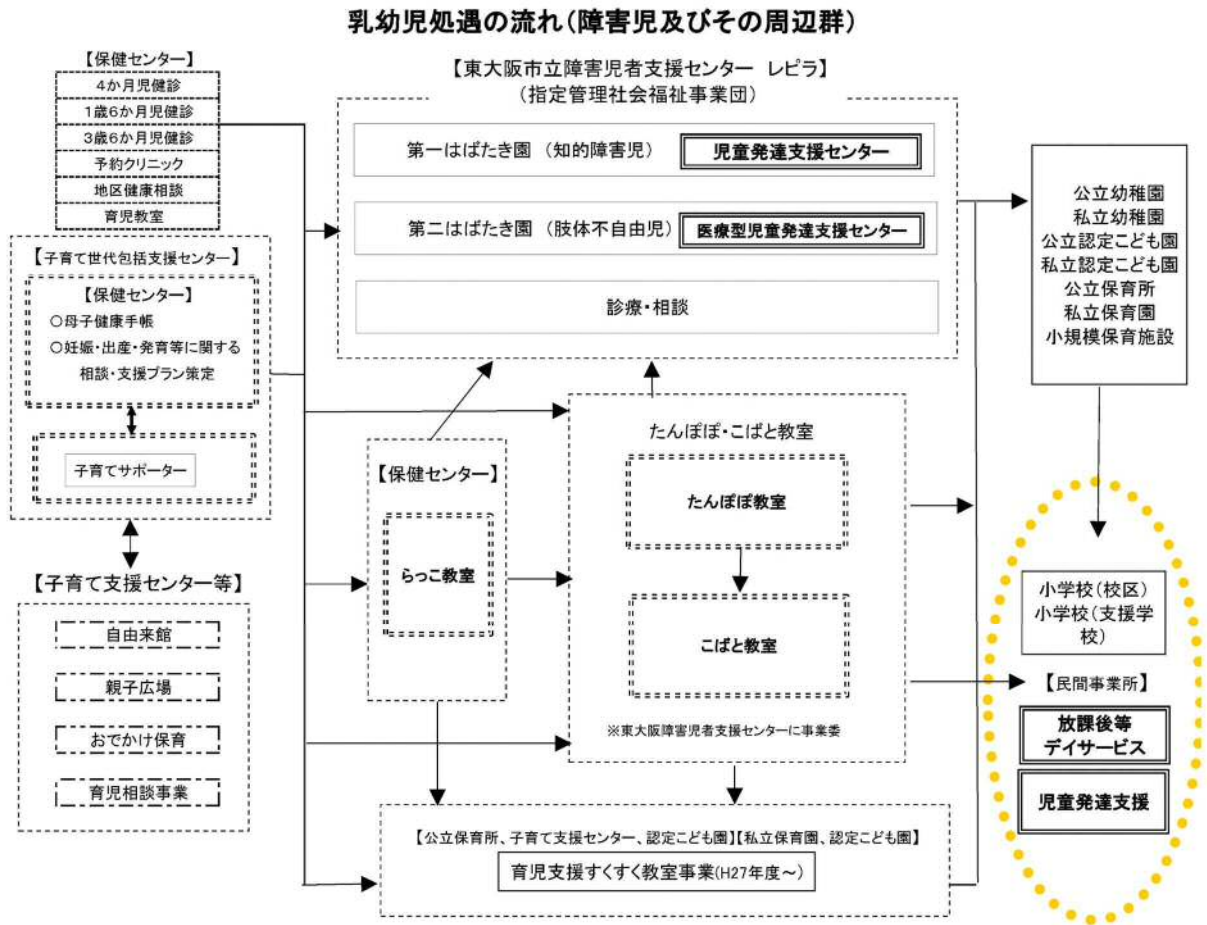 乳幼児処遇の流れ(障害児及びその周辺群)
【保健センター】
4か月児健診
1歳6か月児健診
3歳6か月児健診
予約クリニック
地区健康相談
育児教室
【子育て世代包括支援センター】
【保健センター】
○母子健康手帳
○妊娠・出産・発育等に関する
相談・支援プラン策定
子育てサポーター
【子育て支援センター等】
自由来館
親子広場
おでかけ保育
育児相談事業
【東大阪市立障害児者支援センター レピラ】
(指定管理社会福祉事業団)
第一はばたき園 (知的障害児) 児童発達支援センター
第二はばたき園 (肢体不自由児) 医療型児童発達支援センター
診療・相談
【保健センター】
らっこ教室
たんぽぽ・こばと教室
たんぽぽ教室
こばと教室
※東大阪障害児者支援センターに事業委
【公立保育所、子育て支援センター、認定こども園】【私立保育園、認定こども園】
育児支援すくすく教室事業(H27年度~)
公立幼稚園
私立幼稚園
公立認定こども園
私立認定こども園
公立保育所
私立保育園
小規模保育施設
小学校(校区)
小学校(支援学
校)
【民間事業所】
放課後等
デイサービス
児童発達支援